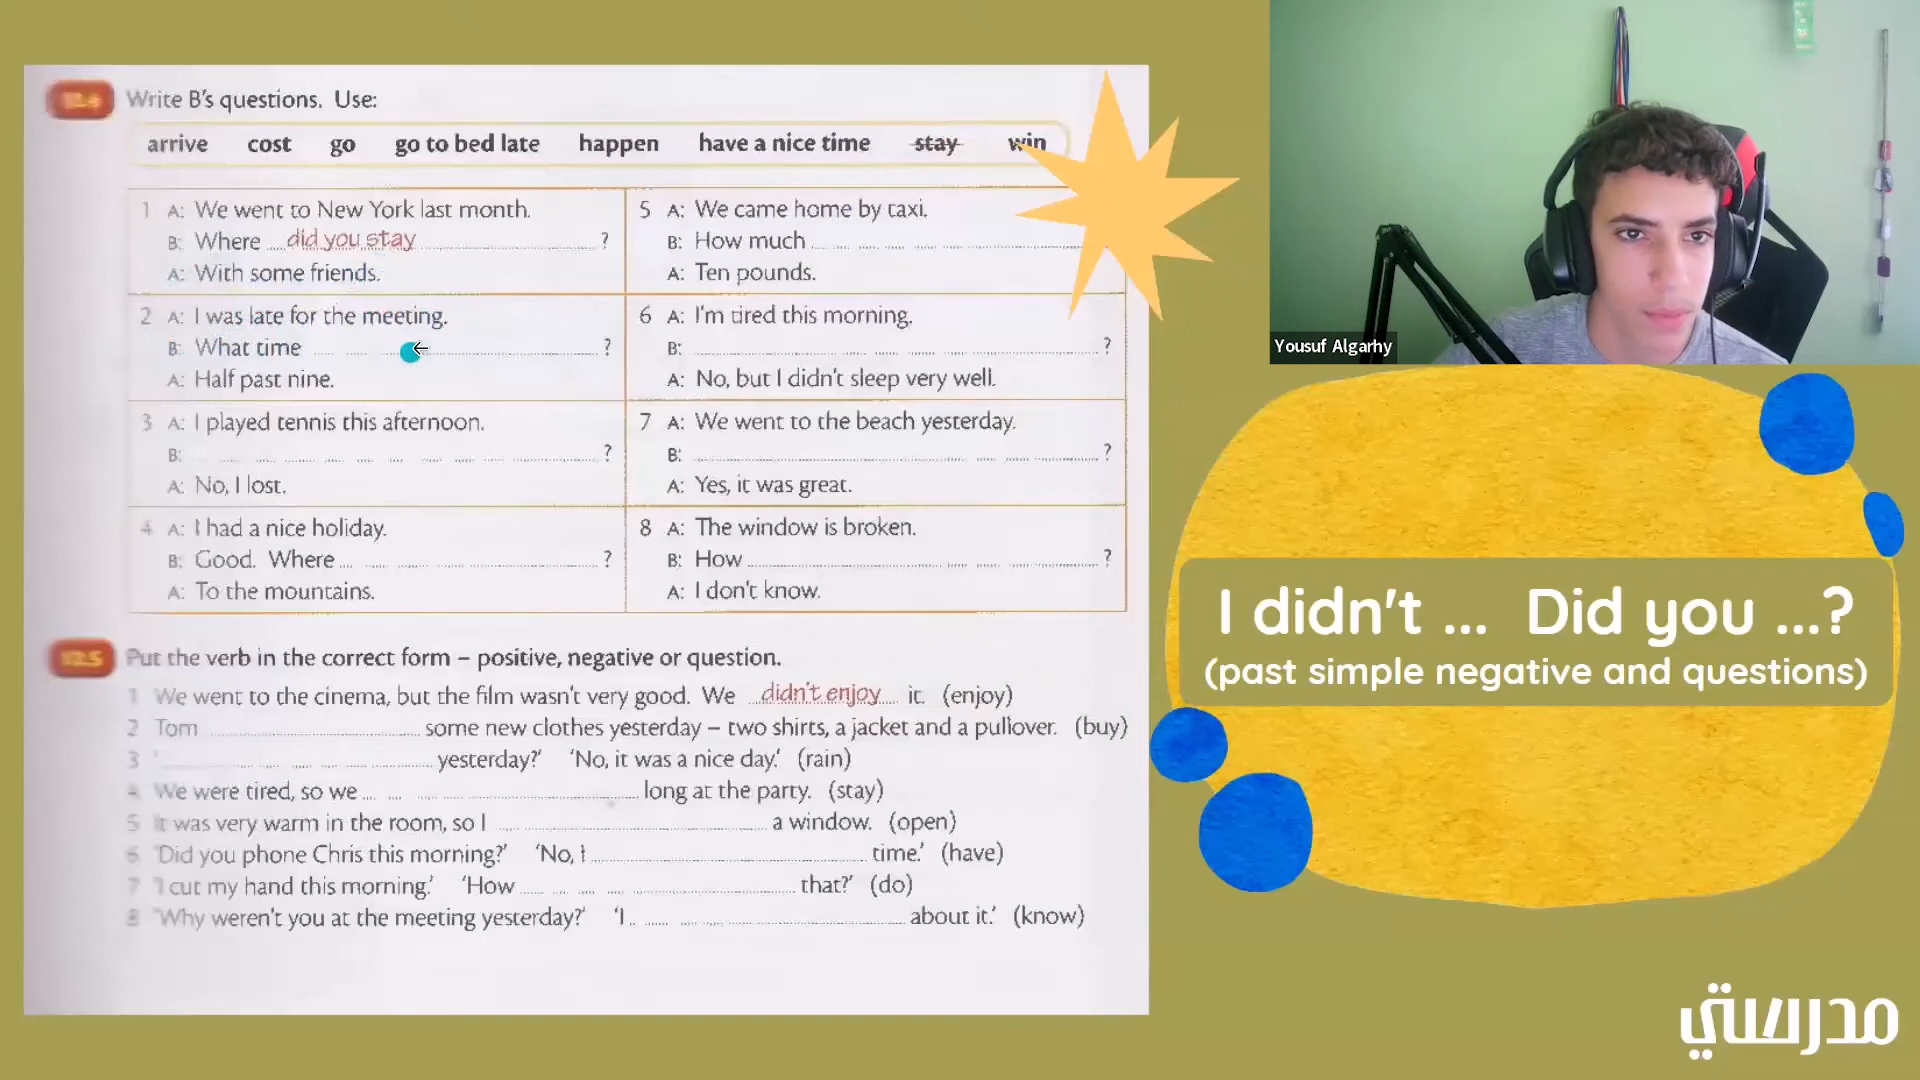 12.4 Write B's questions. Use:
arrive cost go go to bed late happen have a nice time stay win
1 A: We went to New York last month.
B: Where did you stay ?
A: With some friends.
2 A: I was late for the meeting.
B: What time ?
A: Half past nine.
3 A: I played tennis this afternoon.
B: ?
A: No, I lost.
4 A: I had a nice holiday.
B: Good. Where ?
A: To the mountains.
5 A: We came home by taxi.
B: How much
A: Ten pounds.
6 A: I'm tired this morning.
B: ?
A: No, but I didn't sleep very well.
7 A: We went to the beach yesterday.
B: ?
A: Yes, it was great.
8 A: The window is broken.
B: How ?
A: I don't know.
12.5 Put the verb in the correct form – positive, negative or question.
1 We went to the cinema, but the film wasn't very good. We didn't enjoy it. (enjoy)
2 Tom some new clothes yesterday – two shirts, a jacket and a pullover. (buy)
3 ' yesterday?' 'No, it was a nice day.' (rain)
4 We were tired, so we long at the party. (stay)
5 It was very warm in the room, so I a window. (open)
6 'Did you phone Chris this morning?' 'No, I time.' (have)
7 'I cut my hand this morning.' 'How that?' (do)
8 'Why weren't you at the meeting yesterday?' 'I about it.' (know)
Yousuf Algarhy
I didn't ... Did you ...?
(past simple negative and questions)
مدرستي